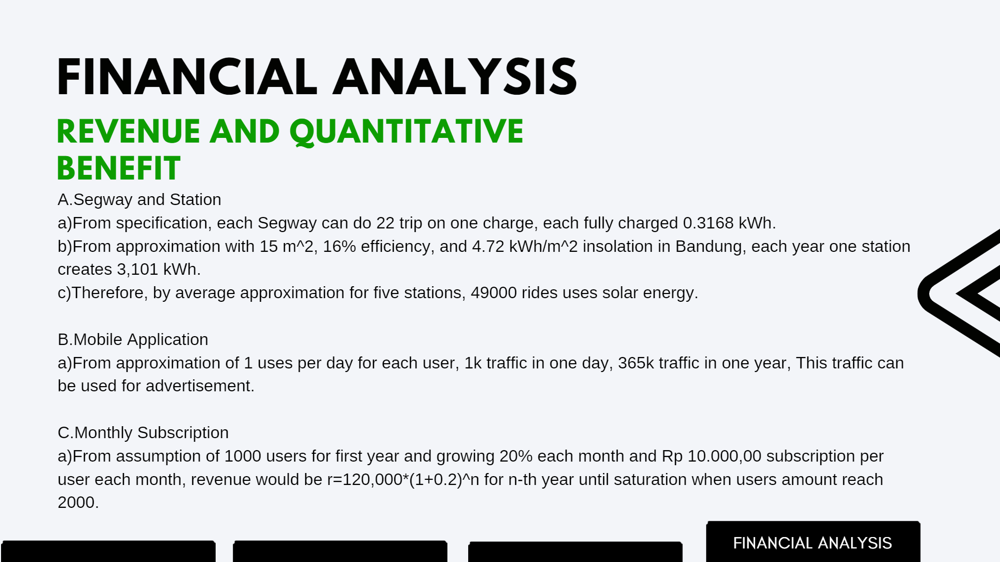 FINANCIAL ANALYSIS
REVENUE AND QUANTITATIVE
BENEFIT
A.Segway and Station
a)From specification, each Segway can do 22 trip on one charge, each fully charged 0.3168 kWh.
b)From approximation with 15 m^2, 16% efficiency, and 4.72 kWh/m^2 insolation in Bandung, each year one station
creates 3,101 kWh.
c)Therefore, by average approximation for five stations, 49000 rides uses solar energy.
B.Mobile Application
a)From approximation of 1 uses per day for each user, 1k traffic in one day, 365k traffic in one year, This traffic can
be used for advertisement.
C.Monthly Subscription
a)From assumption of 1000 users for first year and growing 20% each month and Rp 10.000,00 subscription per
user each month, revenue would be r=120,000*(1+0.2)^n for n-th year until saturation when users amount reach
2000.
FINANCIAL ANALYSIS